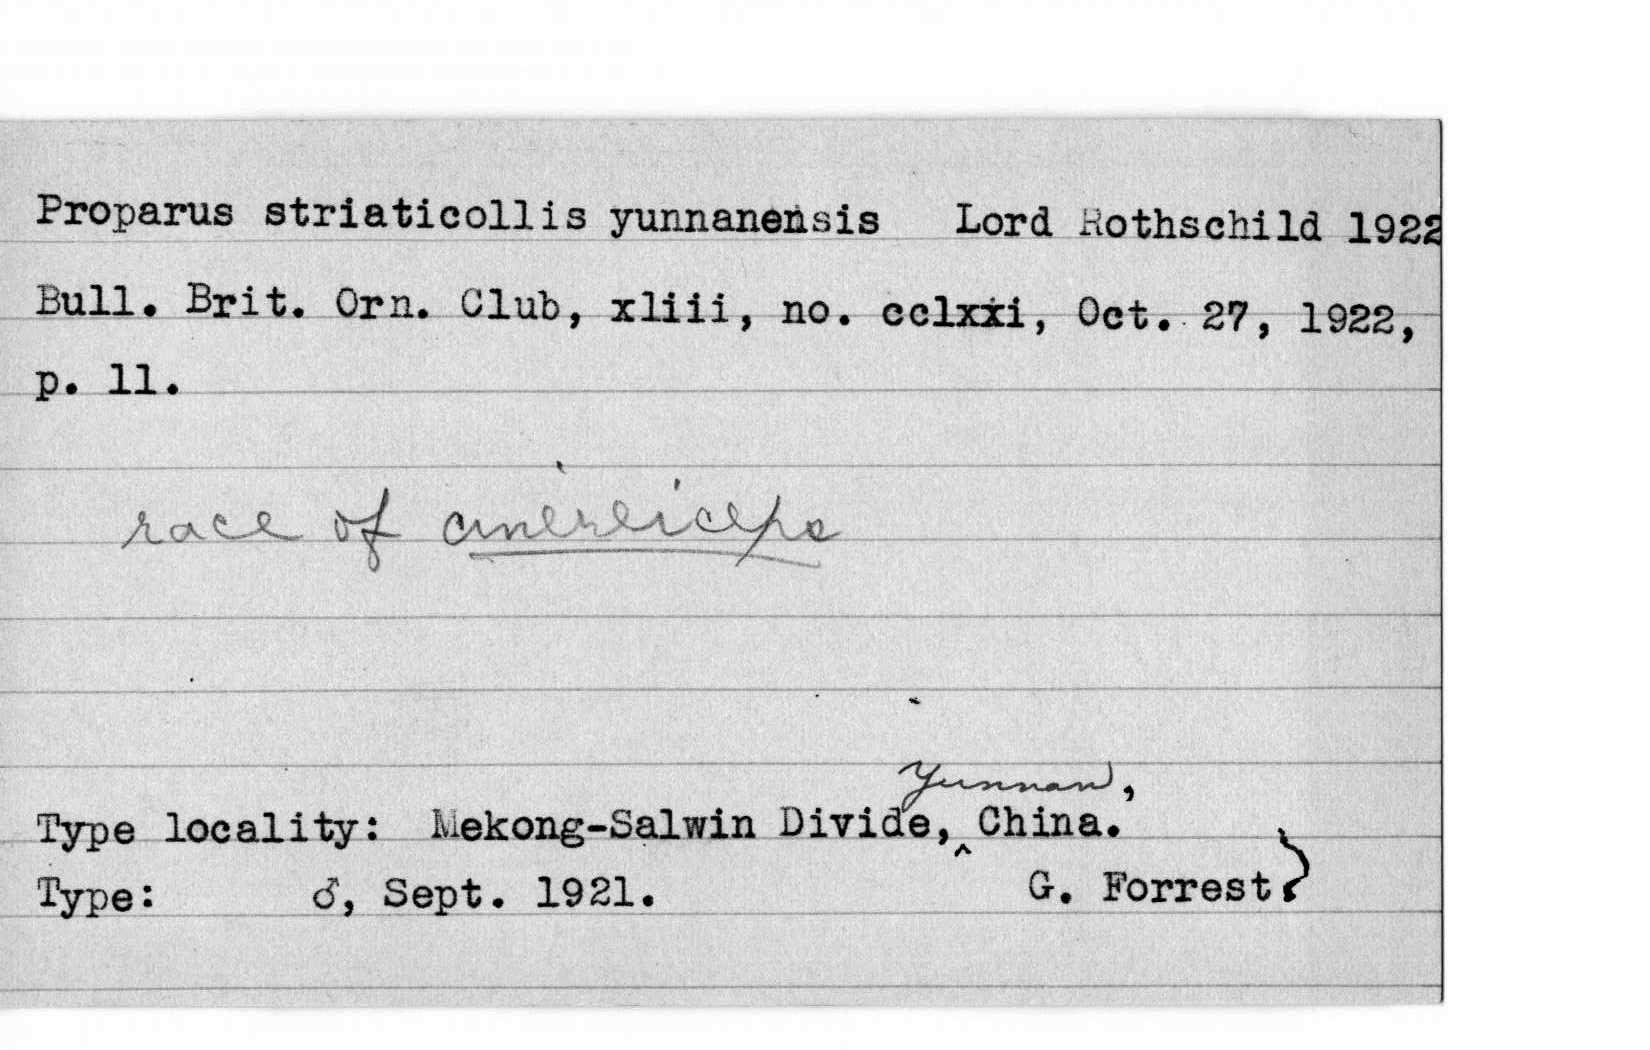 Proparus striaticollis yunnanensis Lord Rothschild 1922
Bull. Brit. Orn. Club, xliii, no. cclxxi, Oct. 27, 1922,
p. 11.
race of cinereiceps
Yunnan,
Type locality: Mekong-Salwin Divide,‸ China.
Type: ♂, Sept. 1921. G. Forrest?